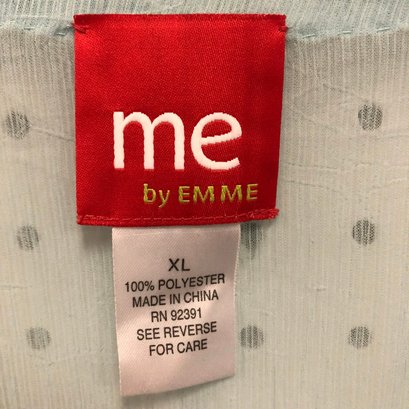 me
by EMME
XL
100% POLYESTER
MADE IN CHINA
RN 92391
SEE REVERSE
FOR CARE